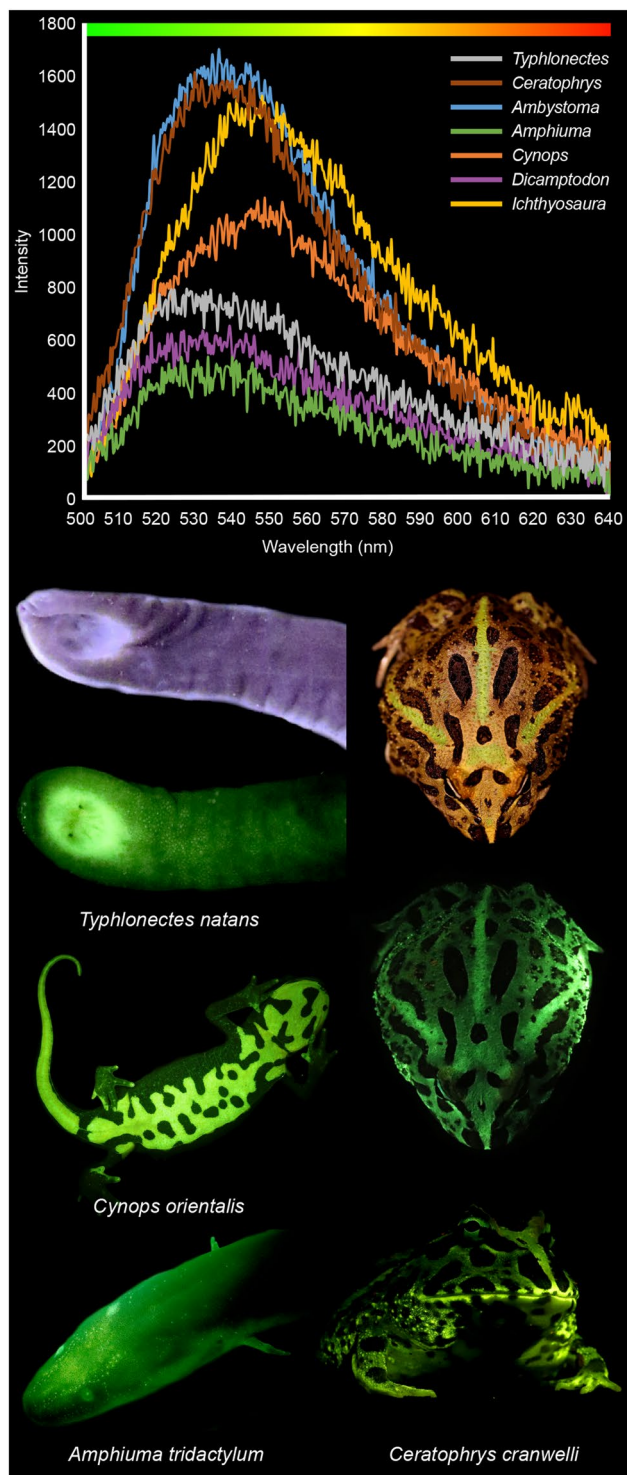 1800
1600
1400
1200
1000
800
600
400
200
0
Intensity
Typhlonectes
Ceratophrys
Ambystoma
Amphiuma
Cynops
Dicamptodon
Ichthyosaura
500 510 520 530 540 550 560 570 580 590 600 610 620 630 640
Wavelength (nm)
Typhlonectes natans
Cynops orientalis
Amphiuma tridactylum
Ceratophrys cranwelli